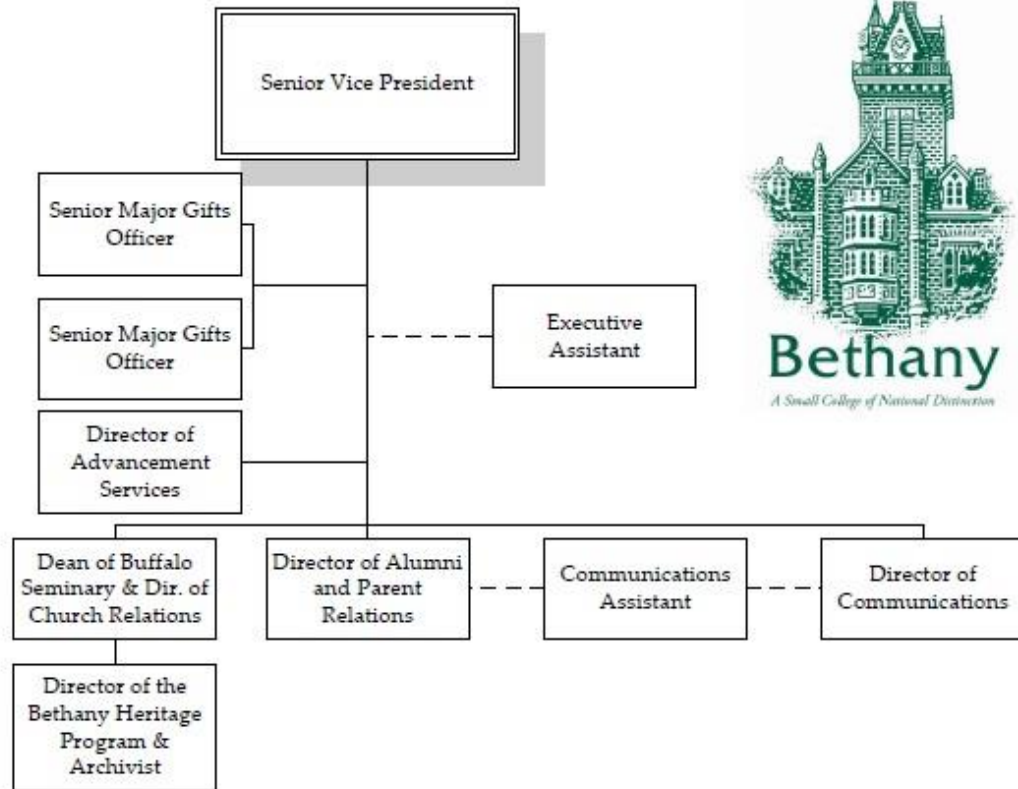 Senior Vice President
Senior Major Gifts
Officer
Senior Major Gifts
Officer
Executive
Assistant
Bethany
A Small College of National Distinction
Director of
Advancement
Services
Dean of Buffalo
Seminary & Dir. of
Church Relations
Director of Alumni
and Parent
Relations
Communications
Assistant
Director of
Communications
Director of the
Bethany Heritage
Program &
Archivist